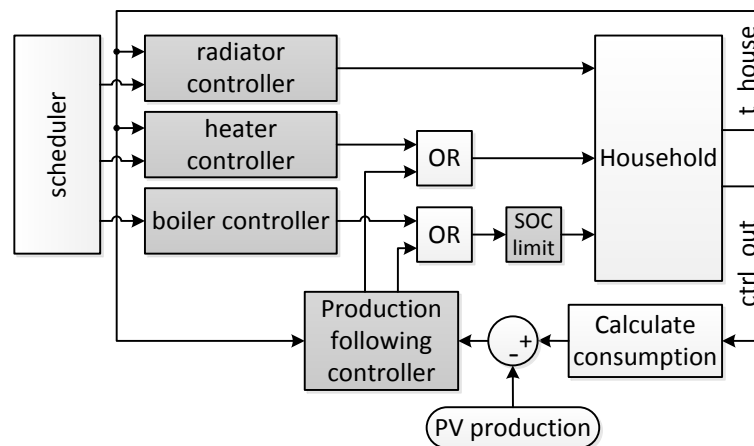 scheduler
radiator
controller
heater
controller
boiler controller
OR
OR
SOC
limit
Household
t_house
ctrl_out
Production
following
controller
+
-
Calculate
consumption
PV production